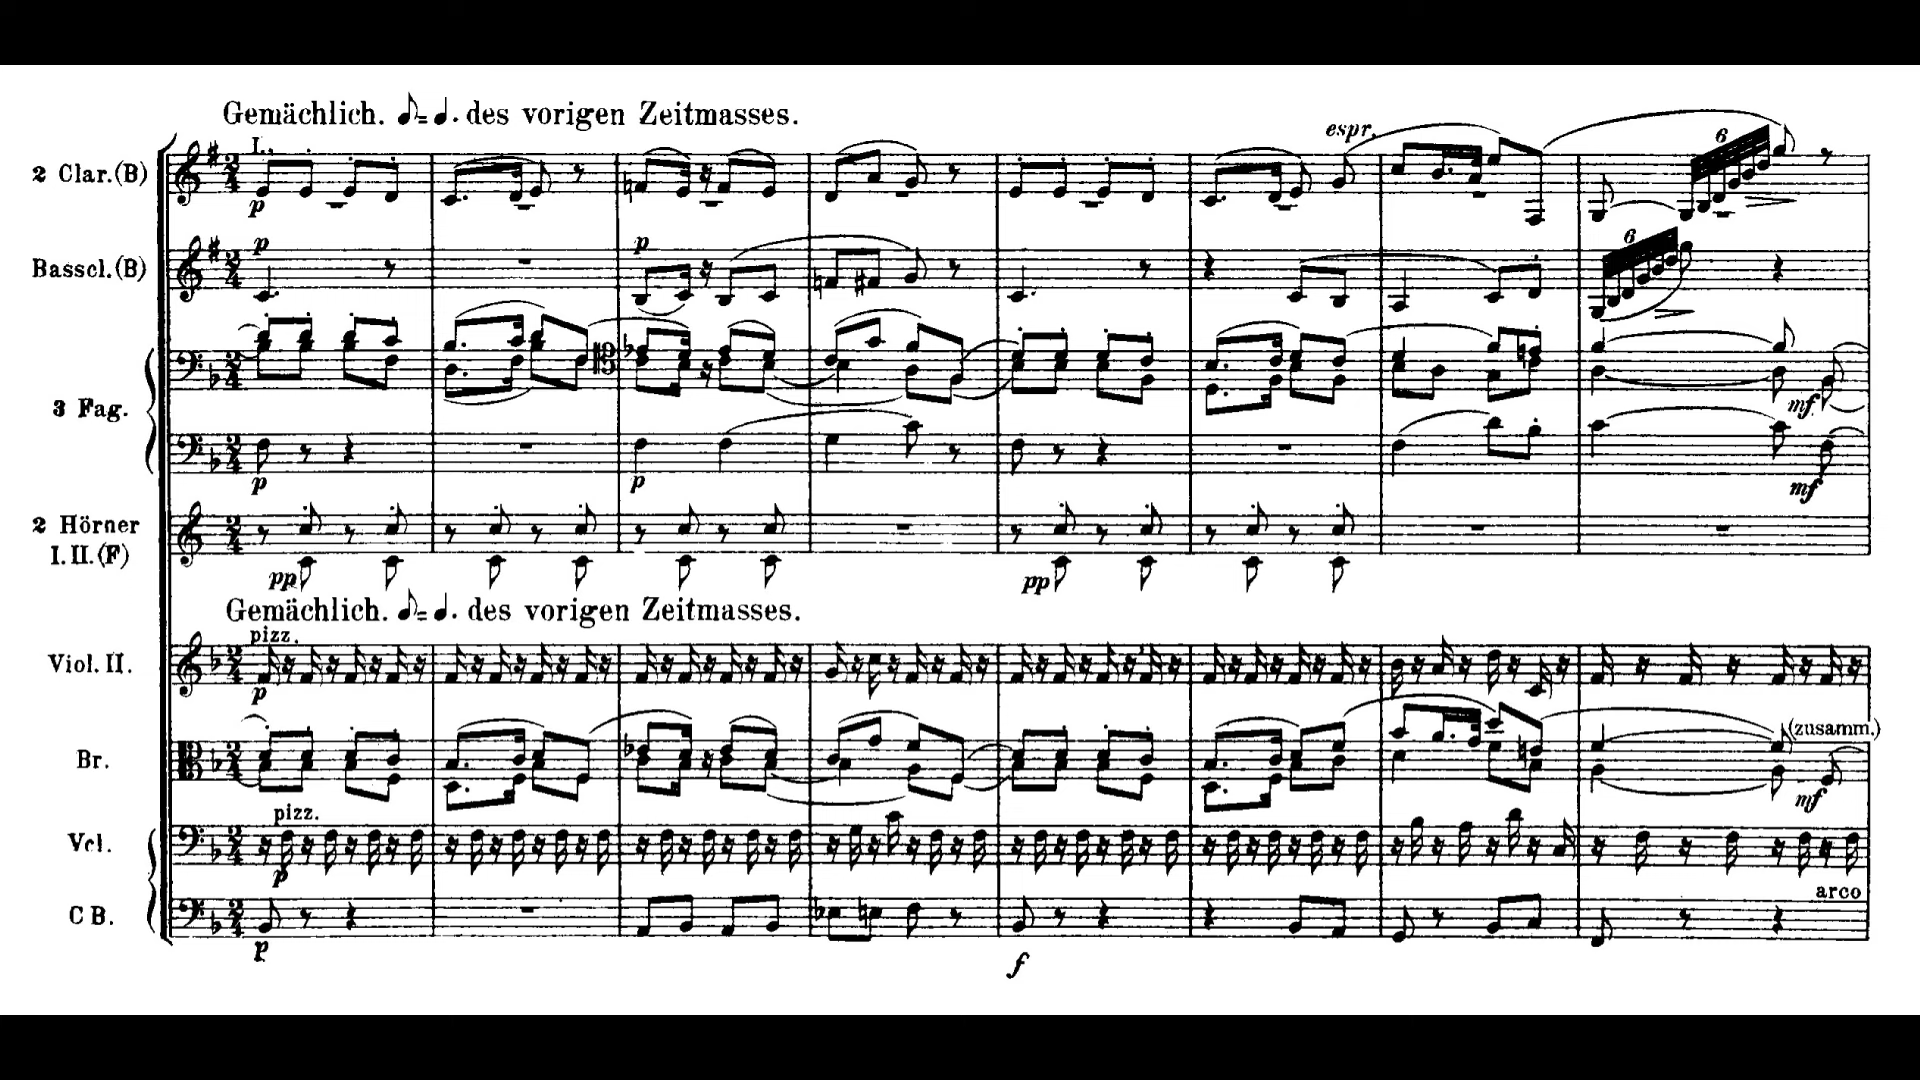 Gemächlich. ♪= ♩. des vorigen Zeitmasses.
I.
espr.
6
2 Clar.(B)
p
p
p
6
Basscl.(B)
3 Fag.
mf
p
p
mf
2 Hörner
I.II.(F)
pp
pp
Gemächlich. ♪= ♩. des vorigen Zeitmasses.
pizz.
Viol. II.
p
(zusamm.)
Br.
mf
pizz.
Vcl.
p
arco
C B.
p
f